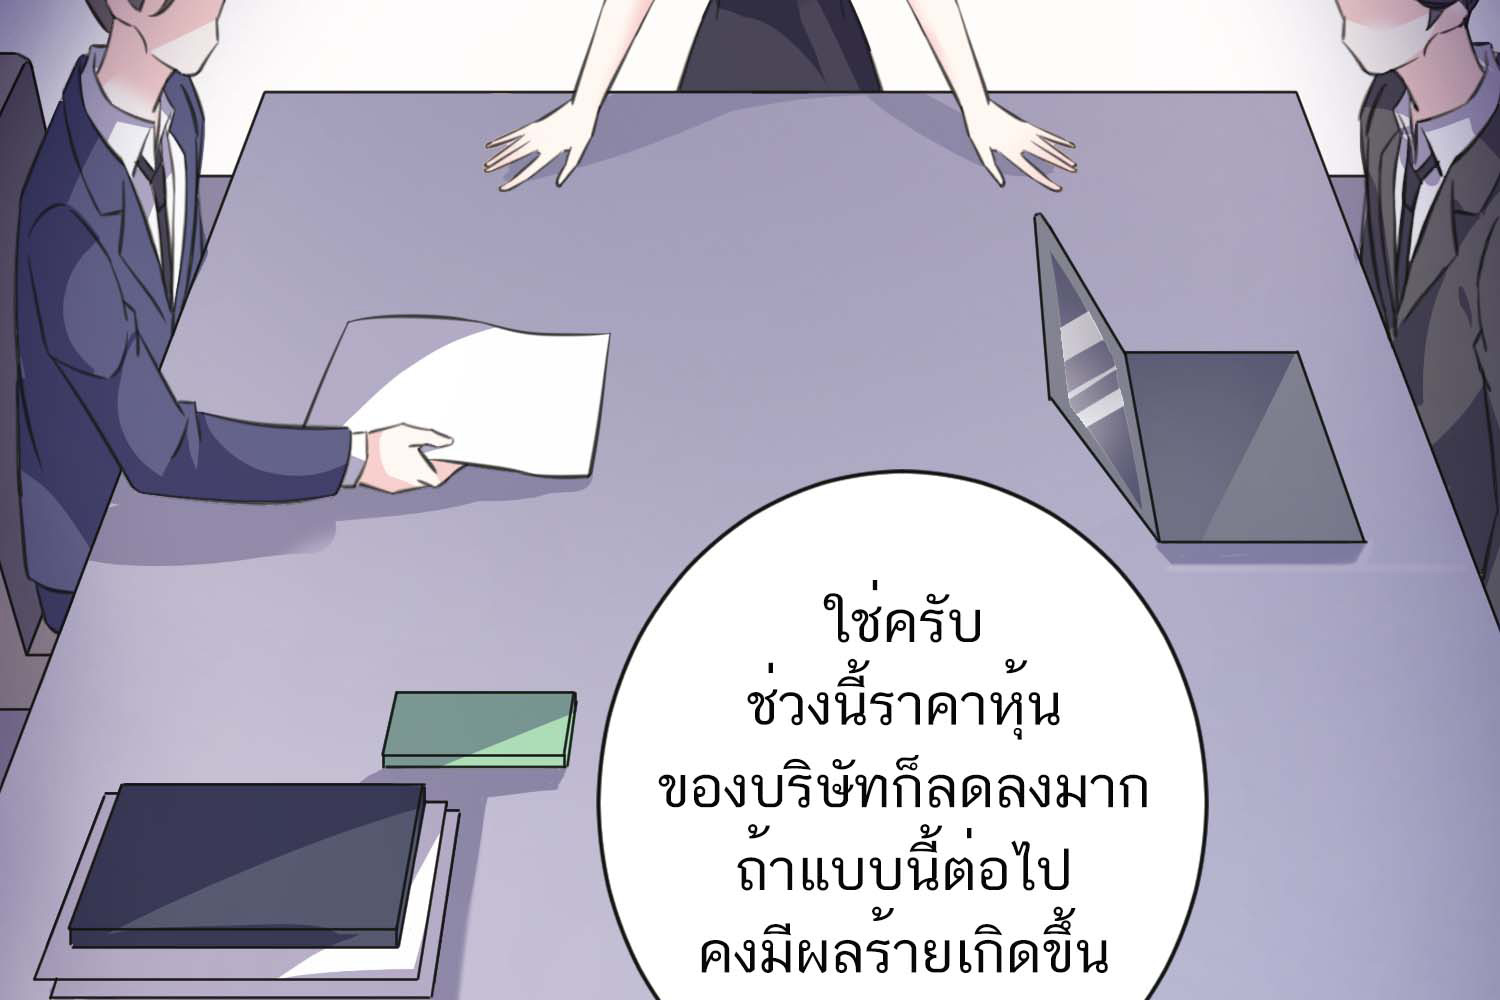 ใช่ครับ
ช่วงนี้ราคาหุ้น
ของบริษัทก็ลดลงมาก
ถ้าแบบนี้ต่อไป
คงมีผลร้ายเกิดขึ้น